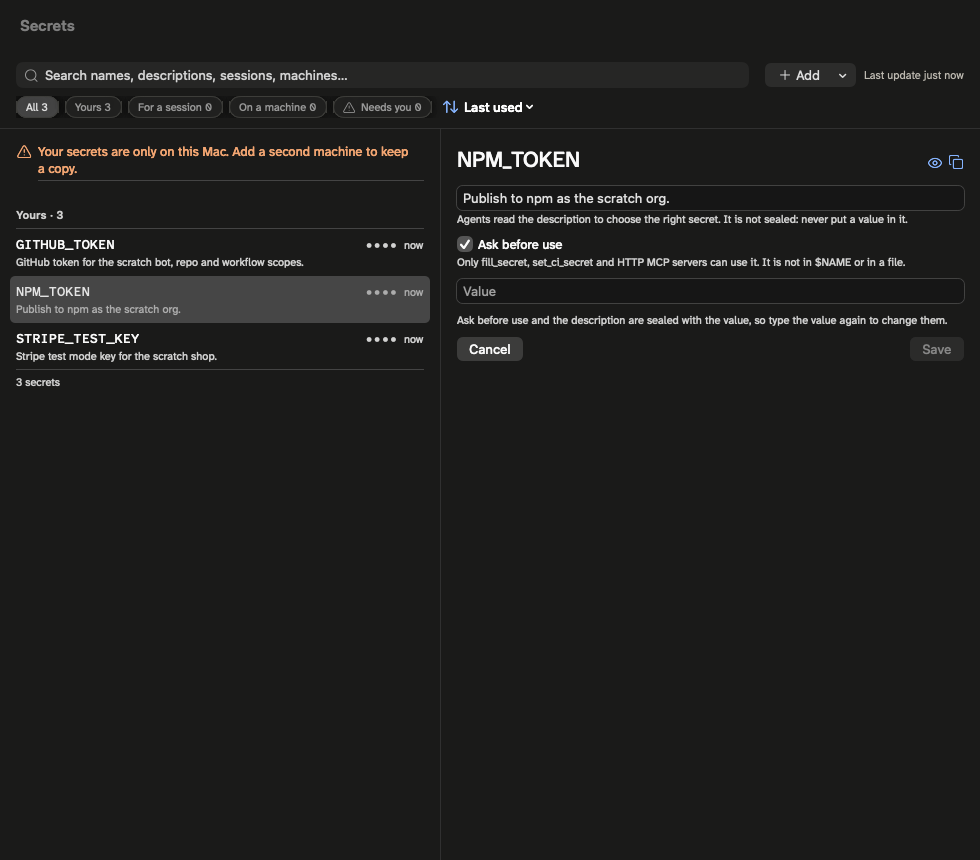 Secrets
Search names, descriptions, sessions, machines...
Add
Last update just now
All 3
Yours 3
For a session 0
On a machine 0
Needs you 0
Last used
Your secrets are only on this Mac. Add a second machine to keep
a copy.
Yours · 3
GITHUB_TOKEN
•••• now
GitHub token for the scratch bot, repo and workflow scopes.
NPM_TOKEN
•••• now
Publish to npm as the scratch org.
STRIPE_TEST_KEY
•••• now
Stripe test mode key for the scratch shop.
3 secrets
NPM_TOKEN
Publish to npm as the scratch org.
Agents read the description to choose the right secret. It is not sealed: never put a value in it.
Ask before use
Only fill_secret, set_ci_secret and HTTP MCP servers can use it. It is not in $NAME or in a file.
Value
Ask before use and the description are sealed with the value, so type the value again to change them.
Cancel
Save